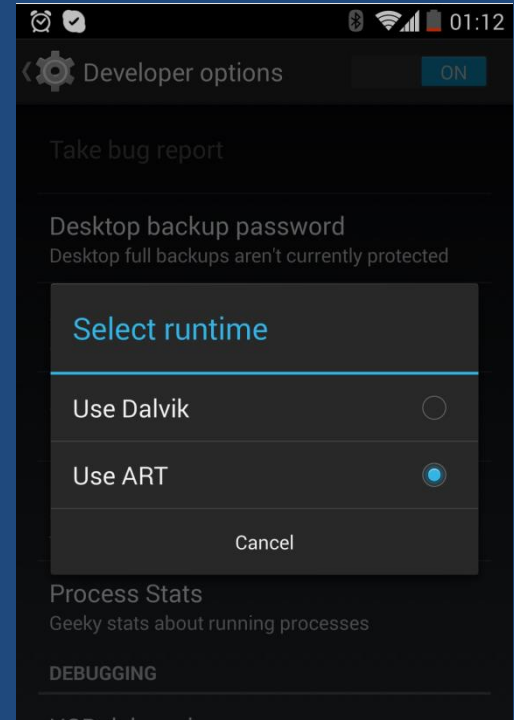 01:12
Developer options
ON
Take bug report
Desktop backup password
Desktop full backups aren't currently protected
Select runtime
Use Dalvik
Use ART
Cancel
Process Stats
Geeky stats about running processes
DEBUGGING